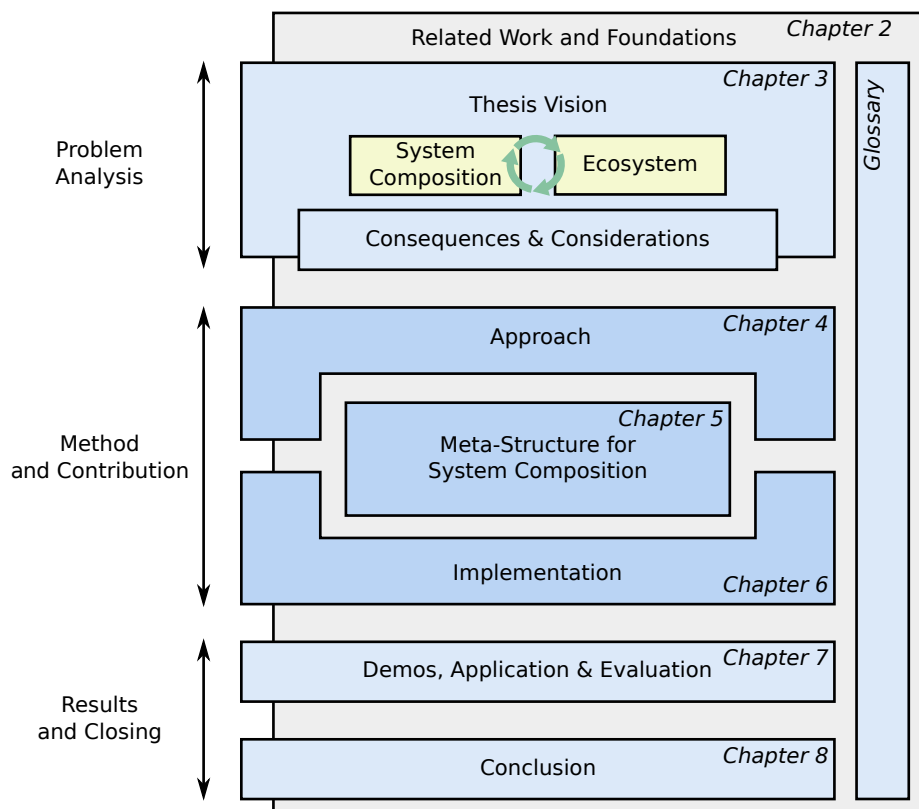 Chapter 2
Related Work and Foundations
Chapter 3
Glossary
Thesis Vision
Problem
Analysis
System
Composition
Ecosystem
Consequences & Considerations
Chapter 4
Approach
Chapter 5
Method
and Contribution
Meta-Structure for
System Composition
Implementation
Chapter 6
Chapter 7
Demos, Application & Evaluation
Results
and Closing
Chapter 8
Conclusion